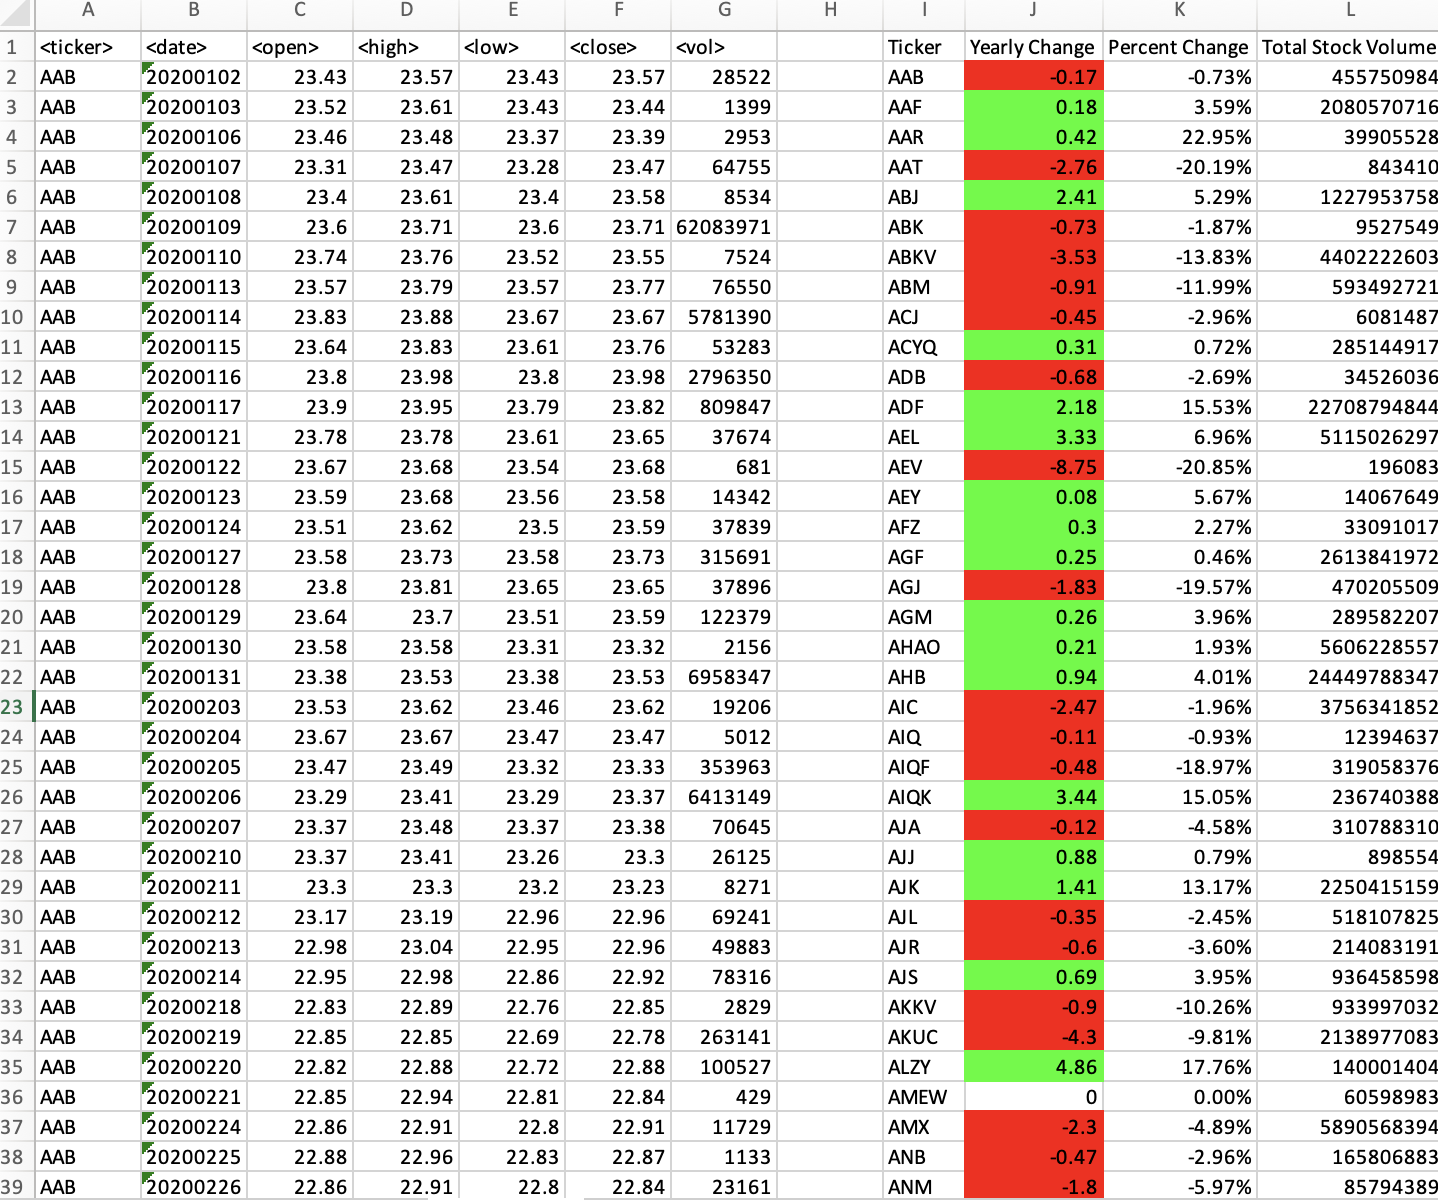 A B C D E F G H I J K L
1 <ticker> <date> <open> <high> <low> <close> <vol> Ticker Yearly Change Percent Change Total Stock Volume
2 AAB 20200102 23.43 23.57 23.43 23.57 28522 AAB -0.17 -0.73% 455750984
3 AAB 20200103 23.52 23.61 23.43 23.44 1399 AAF 0.18 3.59% 2080570716
4 AAB 20200106 23.46 23.48 23.37 23.39 2953 AAR 0.42 22.95% 39905528
5 AAB 20200107 23.31 23.47 23.28 23.47 64755 AAT -2.76 -20.19% 843410
6 AAB 20200108 23.4 23.61 23.4 23.58 8534 ABJ 2.41 5.29% 1227953758
7 AAB 20200109 23.6 23.71 23.6 23.71 62083971 ABK -0.73 -1.87% 9527549
8 AAB 20200110 23.74 23.76 23.52 23.55 7524 ABKV -3.53 -13.83% 4402222603
9 AAB 20200113 23.57 23.79 23.57 23.77 76550 ABM -0.91 -11.99% 593492721
10 AAB 20200114 23.83 23.88 23.67 23.67 5781390 ACJ -0.45 -2.96% 6081487
11 AAB 20200115 23.64 23.83 23.61 23.76 53283 ACYQ 0.31 0.72% 285144917
12 AAB 20200116 23.8 23.98 23.8 23.98 2796350 ADB -0.68 -2.69% 34526036
13 AAB 20200117 23.9 23.95 23.79 23.82 809847 ADF 2.18 15.53% 22708794844
14 AAB 20200121 23.78 23.78 23.61 23.65 37674 AEL 3.33 6.96% 5115026297
15 AAB 20200122 23.67 23.68 23.54 23.68 681 AEV -8.75 -20.85% 196083
16 AAB 20200123 23.59 23.68 23.56 23.58 14342 AEY 0.08 5.67% 14067649
17 AAB 20200124 23.51 23.62 23.5 23.59 37839 AFZ 0.3 2.27% 33091017
18 AAB 20200127 23.58 23.73 23.58 23.73 315691 AGF 0.25 0.46% 2613841972
19 AAB 20200128 23.8 23.81 23.65 23.65 37896 AGJ -1.83 -19.57% 470205509
20 AAB 20200129 23.64 23.7 23.51 23.59 122379 AGM 0.26 3.96% 289582207
21 AAB 20200130 23.58 23.58 23.31 23.32 2156 AHAO 0.21 1.93% 5606228557
22 AAB 20200131 23.38 23.53 23.38 23.53 6958347 AHB 0.94 4.01% 24449788347
23 AAB 20200203 23.53 23.62 23.46 23.62 19206 AIC -2.47 -1.96% 3756341852
24 AAB 20200204 23.67 23.67 23.47 23.47 5012 AIQ -0.11 -0.93% 12394637
25 AAB 20200205 23.47 23.49 23.32 23.33 353963 AIQF -0.48 -18.97% 319058376
26 AAB 20200206 23.29 23.41 23.29 23.37 6413149 AIQK 3.44 15.05% 236740388
27 AAB 20200207 23.37 23.48 23.37 23.38 70645 AJA -0.12 -4.58% 310788310
28 AAB 20200210 23.37 23.41 23.26 23.3 26125 AJJ 0.88 0.79% 898554
29 AAB 20200211 23.3 23.3 23.2 23.23 8271 AJK 1.41 13.17% 2250415159
30 AAB 20200212 23.17 23.19 22.96 22.96 69241 AJL -0.35 -2.45% 518107825
31 AAB 20200213 22.98 23.04 22.95 22.96 49883 AJR -0.6 -3.60% 214083191
32 AAB 20200214 22.95 22.98 22.86 22.92 78316 AJS 0.69 3.95% 936458598
33 AAB 20200218 22.83 22.89 22.76 22.85 2829 AKKV -0.9 -10.26% 933997032
34 AAB 20200219 22.85 22.85 22.69 22.78 263141 AKUC -4.3 -9.81% 2138977083
35 AAB 20200220 22.82 22.88 22.72 22.88 100527 ALZY 4.86 17.76% 140001404
36 AAB 20200221 22.85 22.94 22.81 22.84 429 AMEW 0 0.00% 60598983
37 AAB 20200224 22.86 22.91 22.8 22.91 11729 AMX -2.3 -4.89% 5890568394
38 AAB 20200225 22.88 22.96 22.83 22.87 1133 ANB -0.47 -2.96% 165806883
39 AAB 20200226 22.86 22.91 22.8 22.84 23161 ANM -1.8 -5.97% 85794389